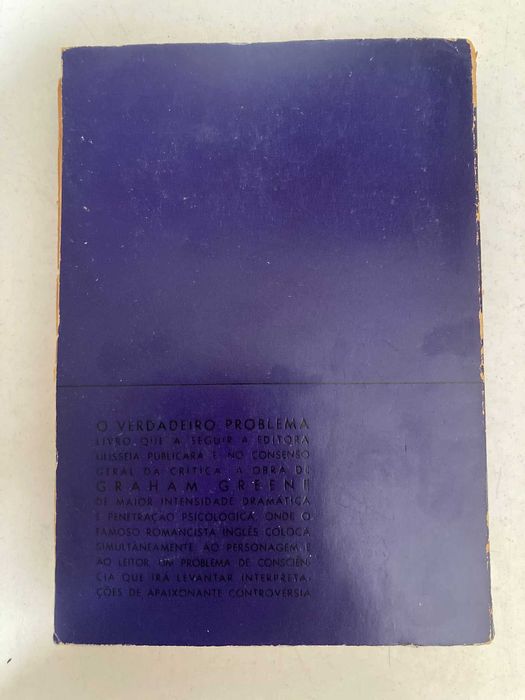 O VERDADEIRO PROBLEMA
LIVRO QUE A SEGUIR A EDITORA
ULISSEIA PUBLICARÁ É NO CONSENSO
GERAL DA CRÍTICA A OBRA DE
GRAHAM GREENE
DE MAIOR INTENSIDADE DRAMÁTICA
E PENETRAÇÃO PSICOLÓGICA, ONDE O
FAMOSO ROMANCISTA INGLÊS COLOCA
SIMULTÂNEAMENTE AO PERSONAGEM E
AO LEITOR UM PROBLEMA DE CONSCIÊN-
CIA QUE IRÁ LEVANTAR INTERPRETA-
ÇÕES DE APAIXONANTE CONTROVÉRSIA